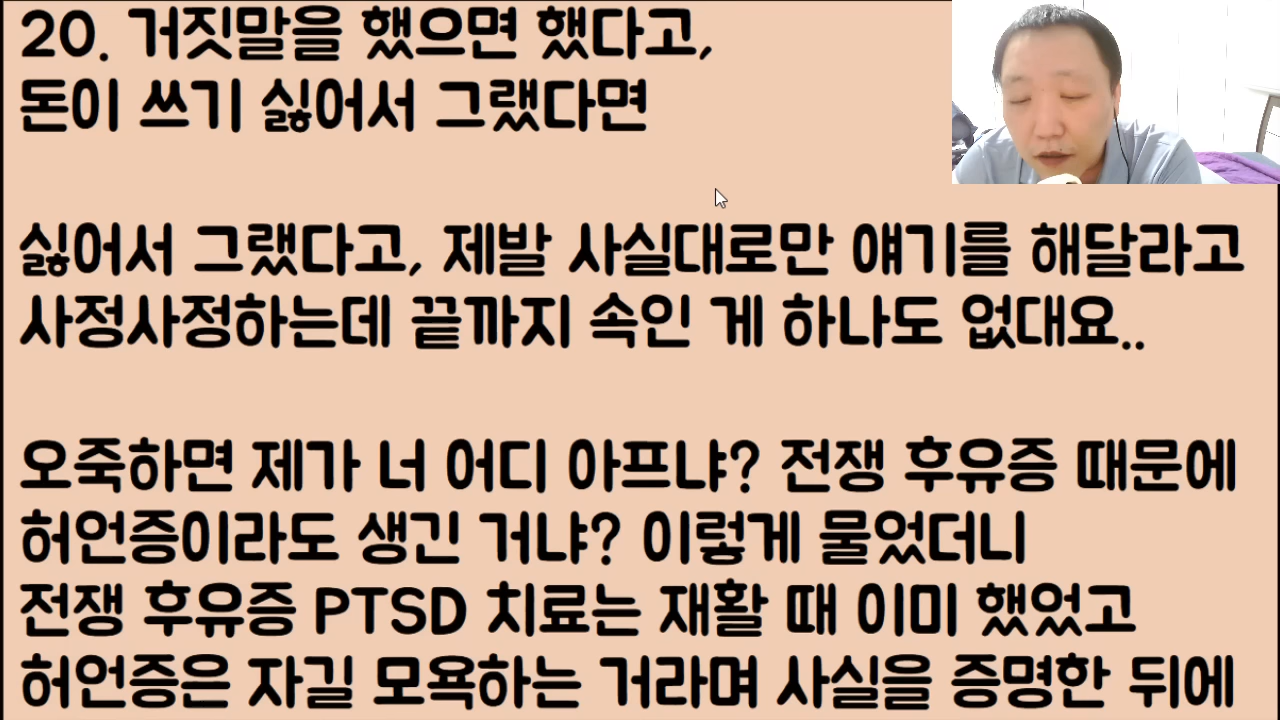 20. 거짓말을 했으면 했다고,
돈이 쓰기 싫어서 그랬다면
싫어서 그랬다고, 제발 사실대로만 얘기를 해달라고
사정사정하는데 끝까지 속인 게 하나도 없대요..
오죽하면 제가 너 어디 아프냐? 전쟁 후유증 때문에
허언증이라도 생긴 거냐? 이렇게 물었더니
전쟁 후유증 PTSD 치료는 재활 때 이미 했었고
허언증은 자길 모욕하는 거라며 사실을 증명한 뒤에